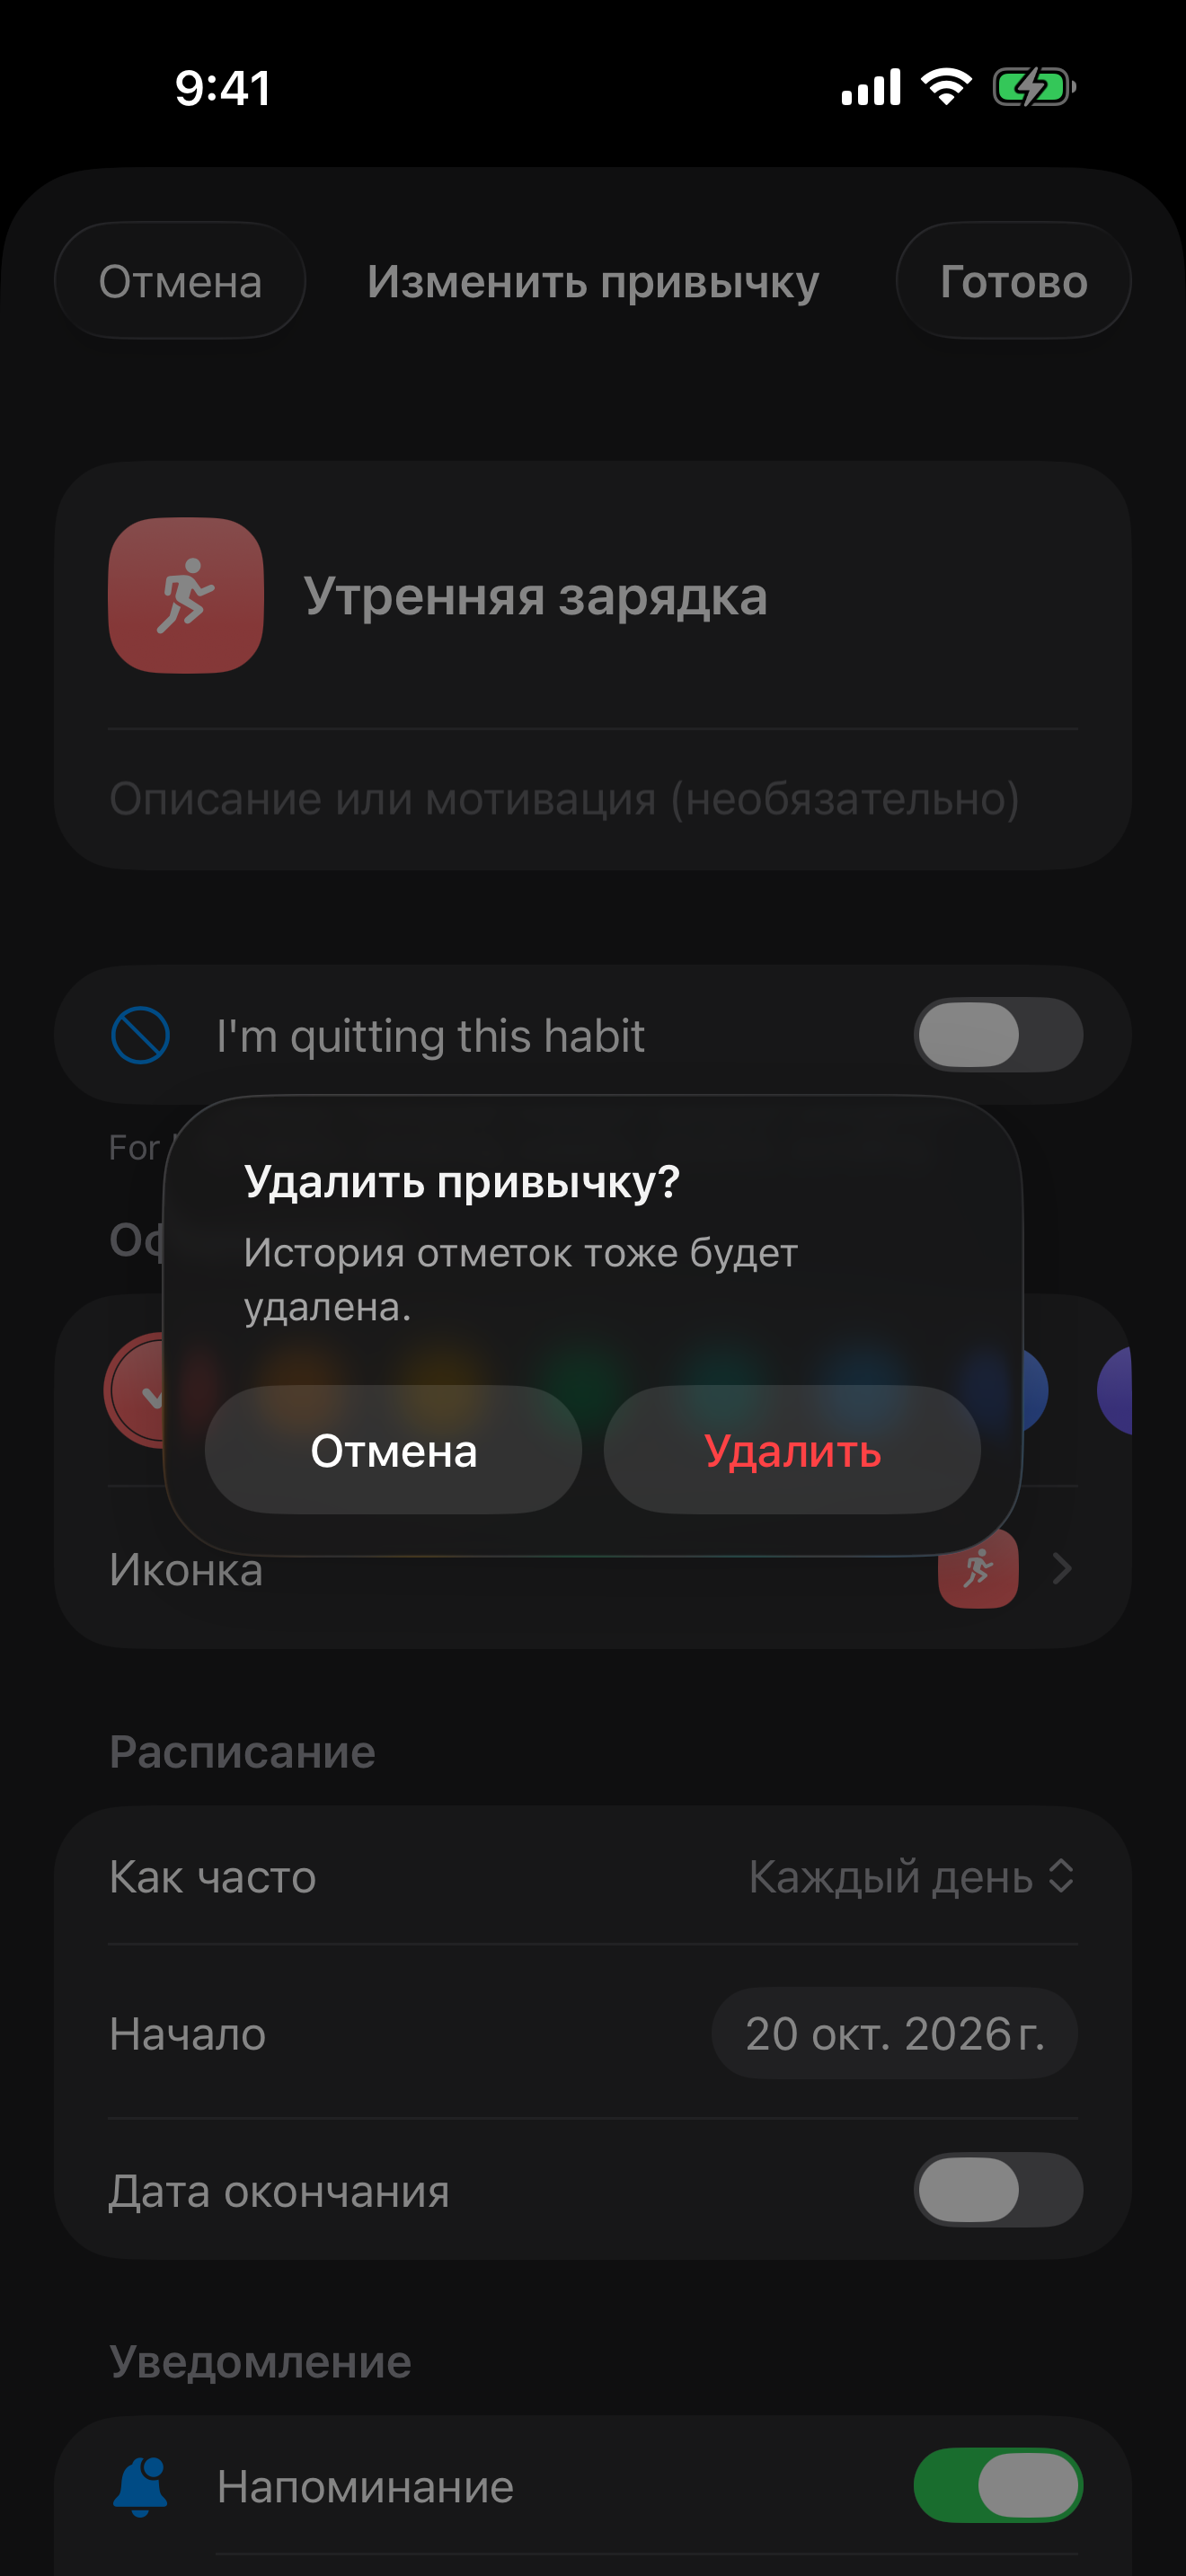 9:41
Отмена
Изменить привычку
Готово
Утренняя зарядка
Описание или мотивация (необязательно)
I'm quitting this habit
For
Удалить привычку?
История отметок тоже будет
удалена.
Отмена
Удалить
Иконка
Расписание
Как часто
Каждый день
Начало
20 окт. 2026 г.
Дата окончания
Уведомление
Напоминание